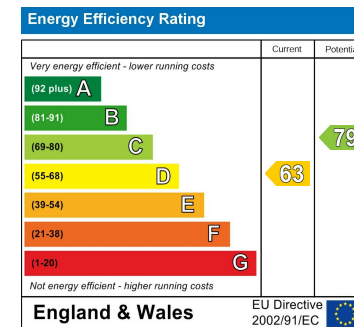 Energy Efficiency Rating
Current Potentia
Very energy efficient - lower running costs
(92 plus) A
(81-91) B
(69-80) C
79
(55-68) D
63
(39-54) E
(21-38) F
(1-20) G
Not energy efficient - higher running costs
England & Wales
EU Directive
2002/91/EC